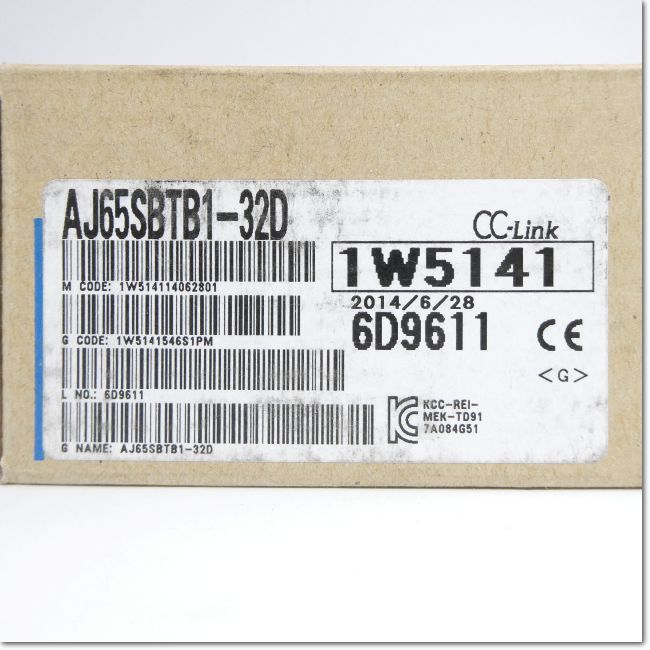 AJ65SBTB1-32D
CC-Link
1W5141
M CODE: 1W514114062801
2014/6/28
6D9611
CE
G CODE: 1W5141546S1PM
<G>
L NO.: 6D9611
KCC-REI-
MEK-TD91
7A084G51
G NAME: AJ65SBTB1-32D